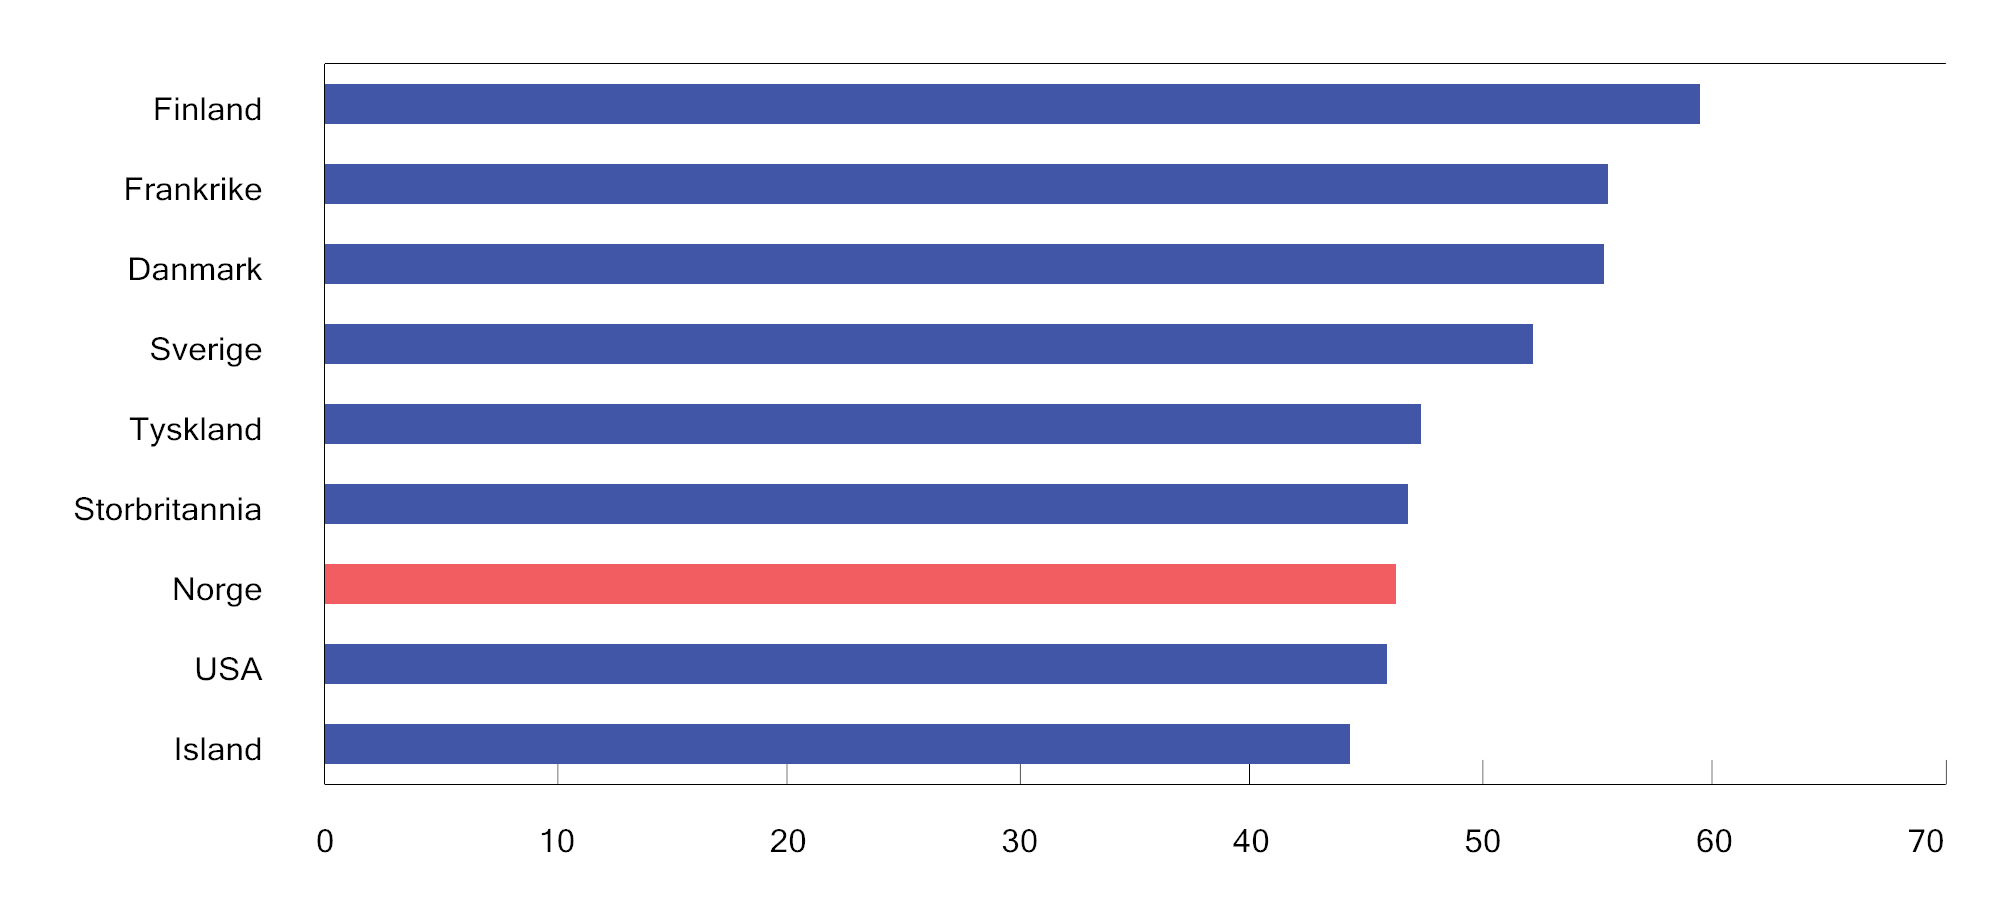 Finland
Frankrike
Danmark
Sverige
Tyskland
Storbritannia
Norge
USA
Island
0 10 20 30 40 50 60 70